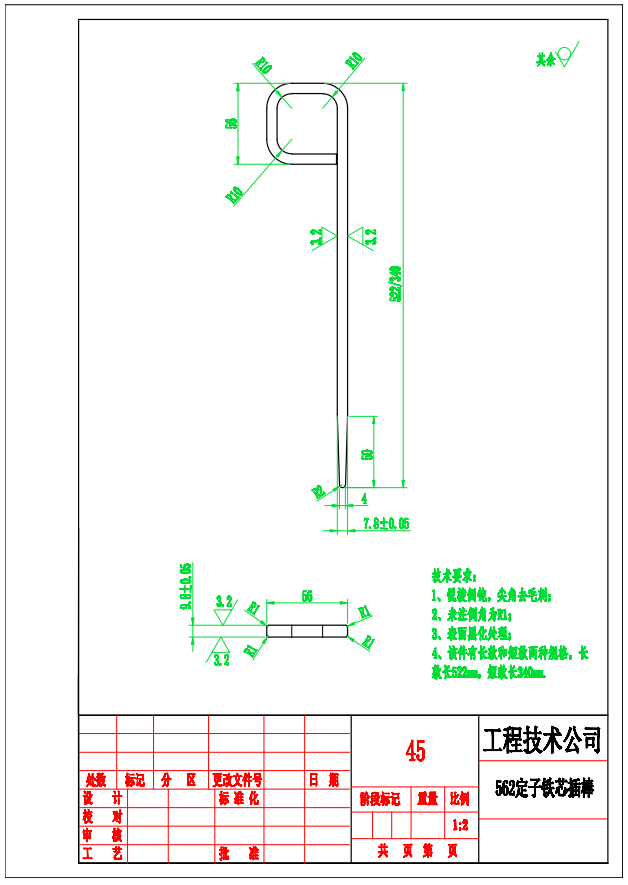 其余
R10
R10
56
R10
3.2
3.2
522/340
50
R2
4
7.8±0.05
9.8±0.05
3.2
R1
56
R1
R1
R1
3.2
技术要求：
1、锐棱倒钝，尖角去毛刺；
2、未注倒角为R1；
3、表面氮化处理；
4、该件有长款和短款两种规格，长
款长522mm，短款长340mm.
45
工程技术公司
562定子铁芯插棒
处数 标记 分 区 更改文件号 日 期
设 计 标 准 化
校 对
审 核
工 艺 批 准
阶段标记 重量 比例
1:2
共 页 第 页